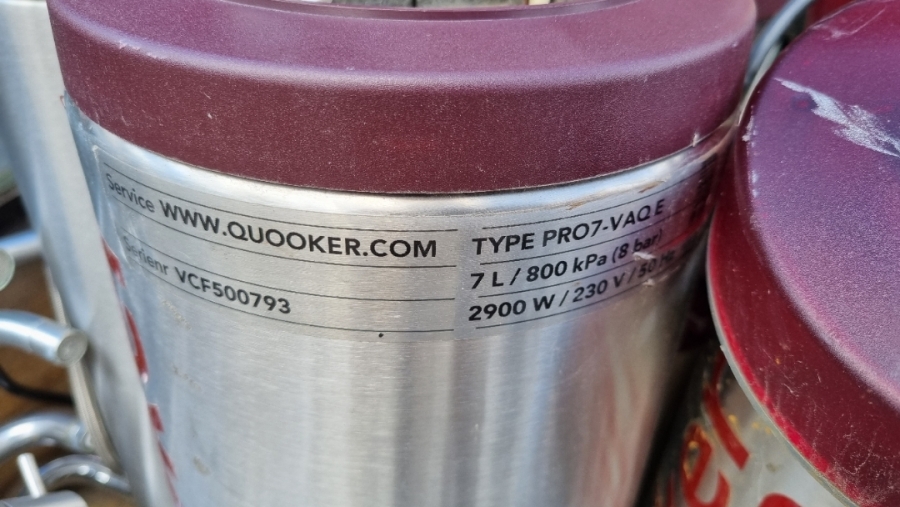 Service WWW.QUOOKER.COM
Serienr VCF500793
TYPE PRO7-VAQ E
7 L / 800 kPa (8 bar)
2900 W / 230 V / 50 Hz